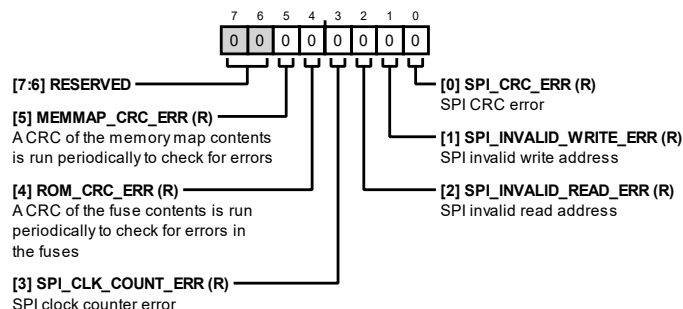 7 6 5 4 3 2 1 0
0 0 0 0 0 0 0 0
[7:6] RESERVED
[5] MEMMAP_CRC_ERR (R)
A CRC of the memory map contents
is run periodically to check for errors
[4] ROM_CRC_ERR (R)
A CRC of the fuse contents is run
periodically to check for errors in
the fuses
[3] SPI_CLK_COUNT_ERR (R)
SPI clock counter error
[0] SPI_CRC_ERR (R)
SPI CRC error
[1] SPI_INVALID_WRITE_ERR (R)
SPI invalid write address
[2] SPI_INVALID_READ_ERR (R)
SPI invalid read address